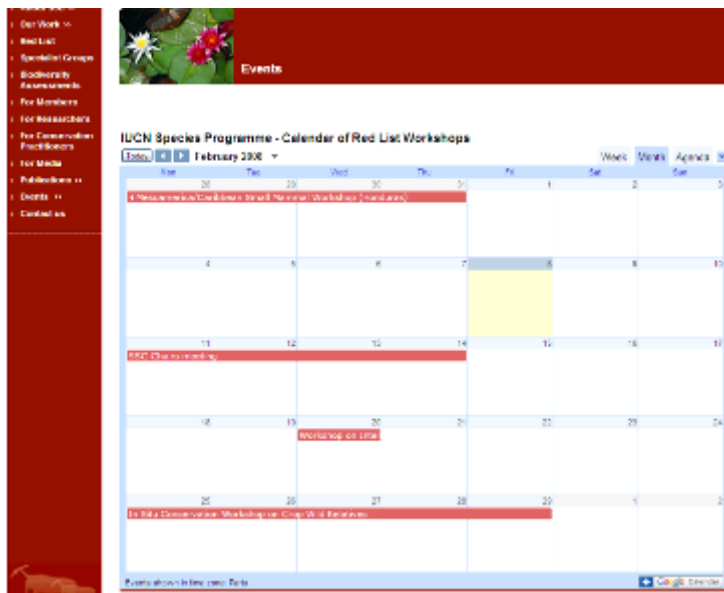 Our Work »
Red List
Specialist Groups
Biodiversity
Assessments
For Members
For Researchers
For Conservation
Practitioners
For Media
Publications »
Events »
Contact us
Events
IUCN Species Programme - Calendar of Red List Workshops
Today February 2008 Week Month Agenda
Mon Tue Wed Thu Fri Sat Sun
28 29 30 31 1 2 3
Mesoamerica/Caribbean Small Mammal Workshop (Honduras)
4 5 6 7 8 9 10
11 12 13 14 15 16 17
SSC Chairs meeting
18 19 20 21 22 23 24
Workshop on
25 26 27 28 29 1 2
In Situ Conservation Workshop on Crop Wild Relatives
Events shown in time zone: Paris
Google Calendar